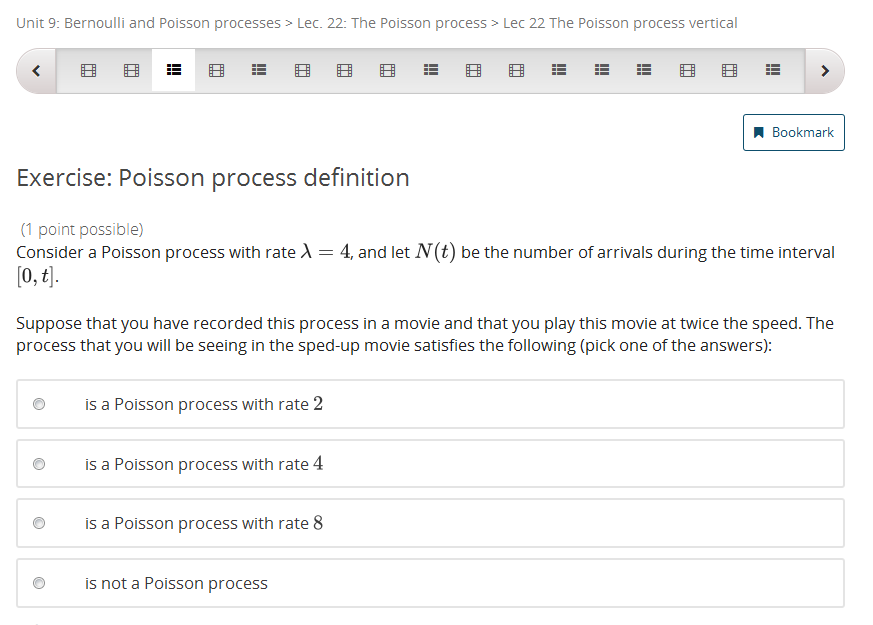 Unit 9: Bernoulli and Poisson processes > Lec. 22: The Poisson process > Lec 22 The Poisson process vertical
Bookmark
Exercise: Poisson process definition
(1 point possible)
Consider a Poisson process with rate λ = 4, and let N(t) be the number of arrivals during the time interval
[0, t].
Suppose that you have recorded this process in a movie and that you play this movie at twice the speed. The
process that you will be seeing in the sped-up movie satisfies the following (pick one of the answers):
is a Poisson process with rate 2
is a Poisson process with rate 4
is a Poisson process with rate 8
is not a Poisson process